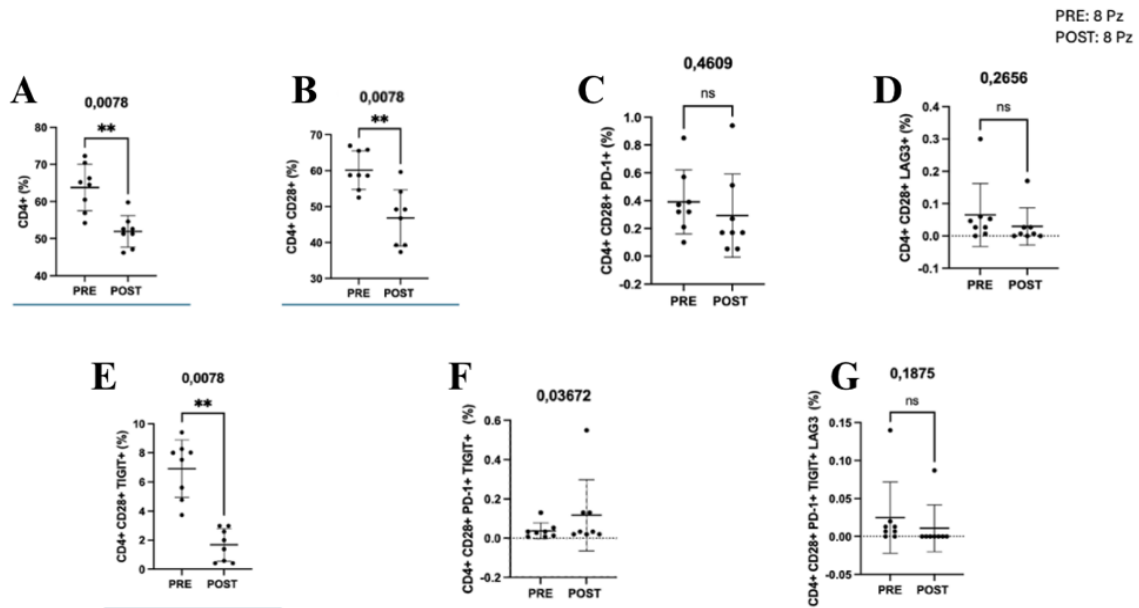 PRE: 8 Pz
POST: 8 Pz
A
0,0078
**
CD4+ (%)
80
70
60
50
40
PRE POST
B
0,0078
**
CD4+ CD28+ (%)
70
60
50
40
30
PRE POST
C
0,4609
ns
CD4+ CD28+ PD-1+ (%)
1.0
0.8
0.6
0.4
0.2
0.0
-0.2
PRE POST
D
0,2656
ns
CD4+ CD28+ LAG3+ (%)
0.4
0.3
0.2
0.1
0.0
-0.1
PRE POST
E
0,0078
**
CD4+ CD28+ TIGIT+ (%)
10
8
6
4
2
0
PRE POST
F
0,03672
CD4+ CD28+ PD-1+ TIGIT+ (%)
0.6
0.4
0.2
0.0
-0.2
PRE POST
G
0,1875
ns
CD4+ CD28+ PD-1+ TIGIT+ LAG3 (%)
0.15
0.10
0.05
0.00
-0.05
PRE POST